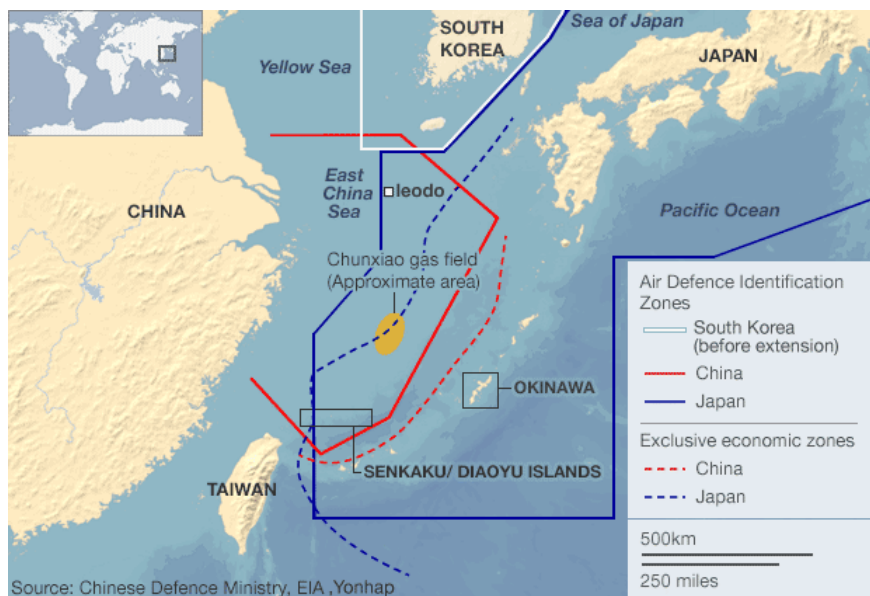 Sea of Japan
SOUTH
KOREA
JAPAN
Yellow Sea
East
China
Sea
leodo
CHINA
Pacific Ocean
Chunxiao gas field
(Approximate area)
OKINAWA
SENKAKU/ DIAOYU ISLANDS
TAIWAN
Air Defence Identification
Zones
South Korea
(before extension)
China
Japan
Exclusive economic zones
China
Japan
500km
250 miles
Source: Chinese Defence Ministry, EIA ,Yonhap